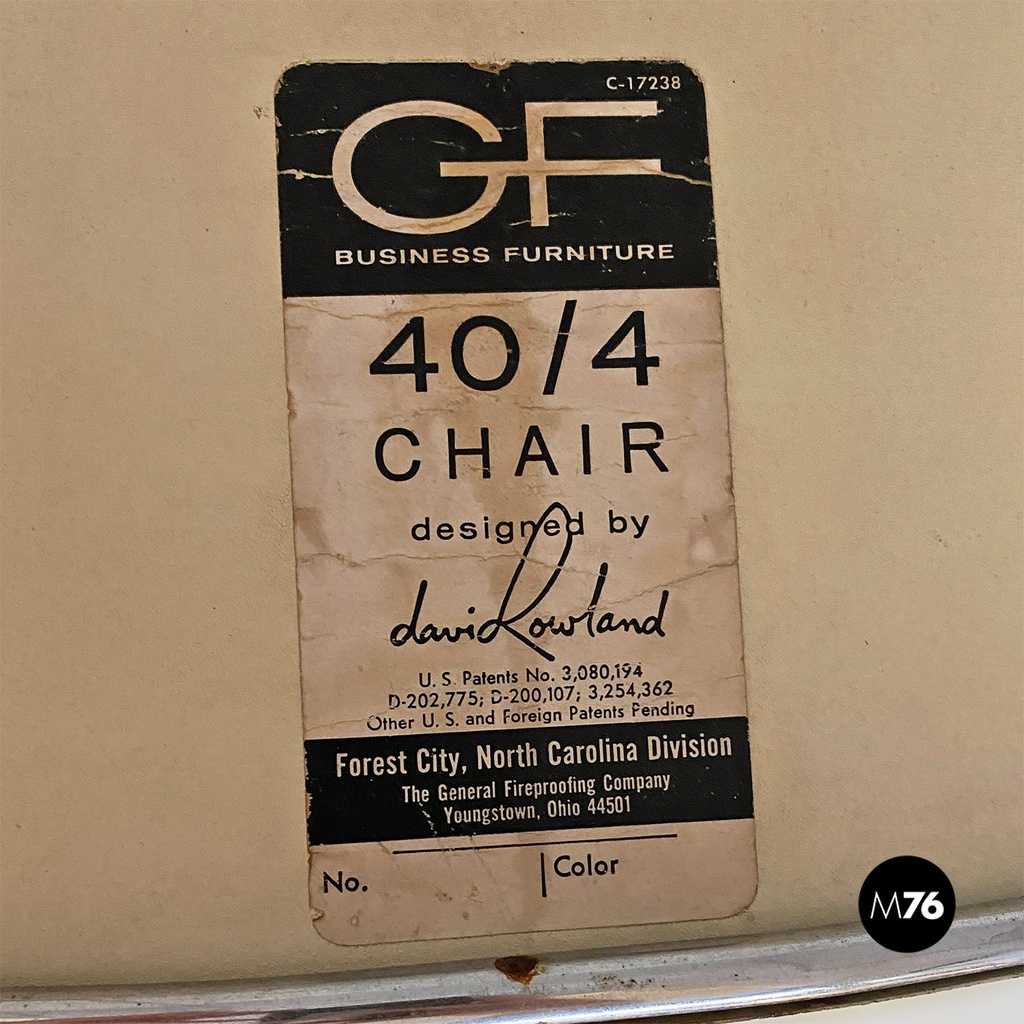 C-17238
GF
BUSINESS FURNITURE
40/4
CHAIR
designed by
david Rowland
U. S. Patents No. 3,080,194
D-202,775; D-200,107; 3,254,362
Other U. S. and Foreign Patents Pending
Forest City, North Carolina Division
The General Fireproofing Company
Youngstown, Ohio 44501
No. | Color
M76